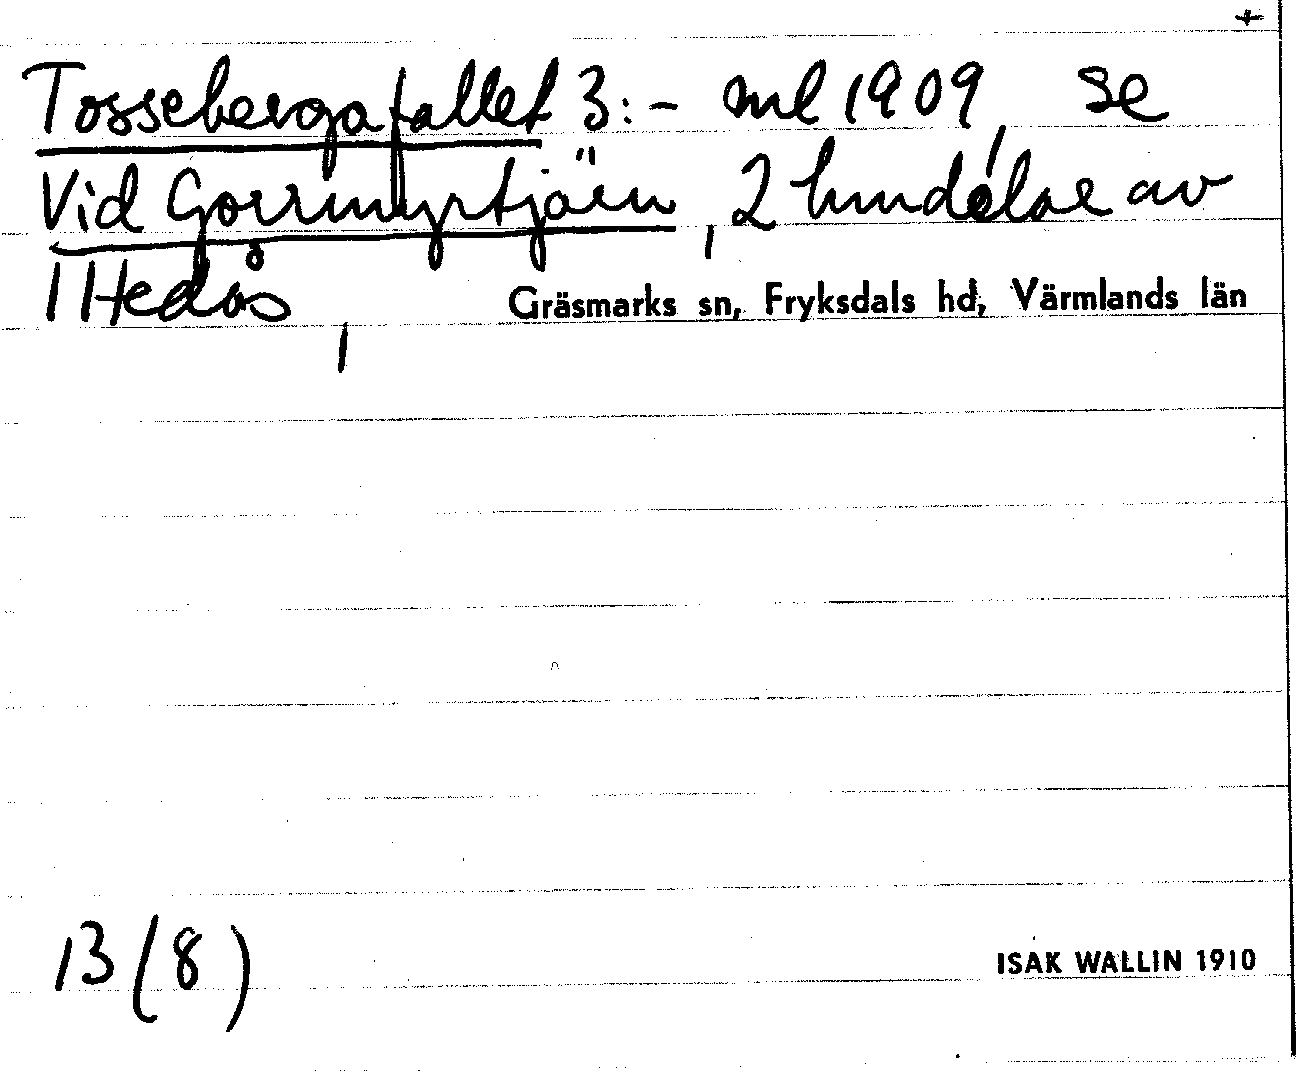 +
Tossebergafallet 3:- ml 1909, se
Vid Gorrmyrtjärn, 2 hundelar av
1 Hedås, Gräsmarks sn, Fryksdals hd, Värmlands län
13 (8)
ISAK WALLIN 1910